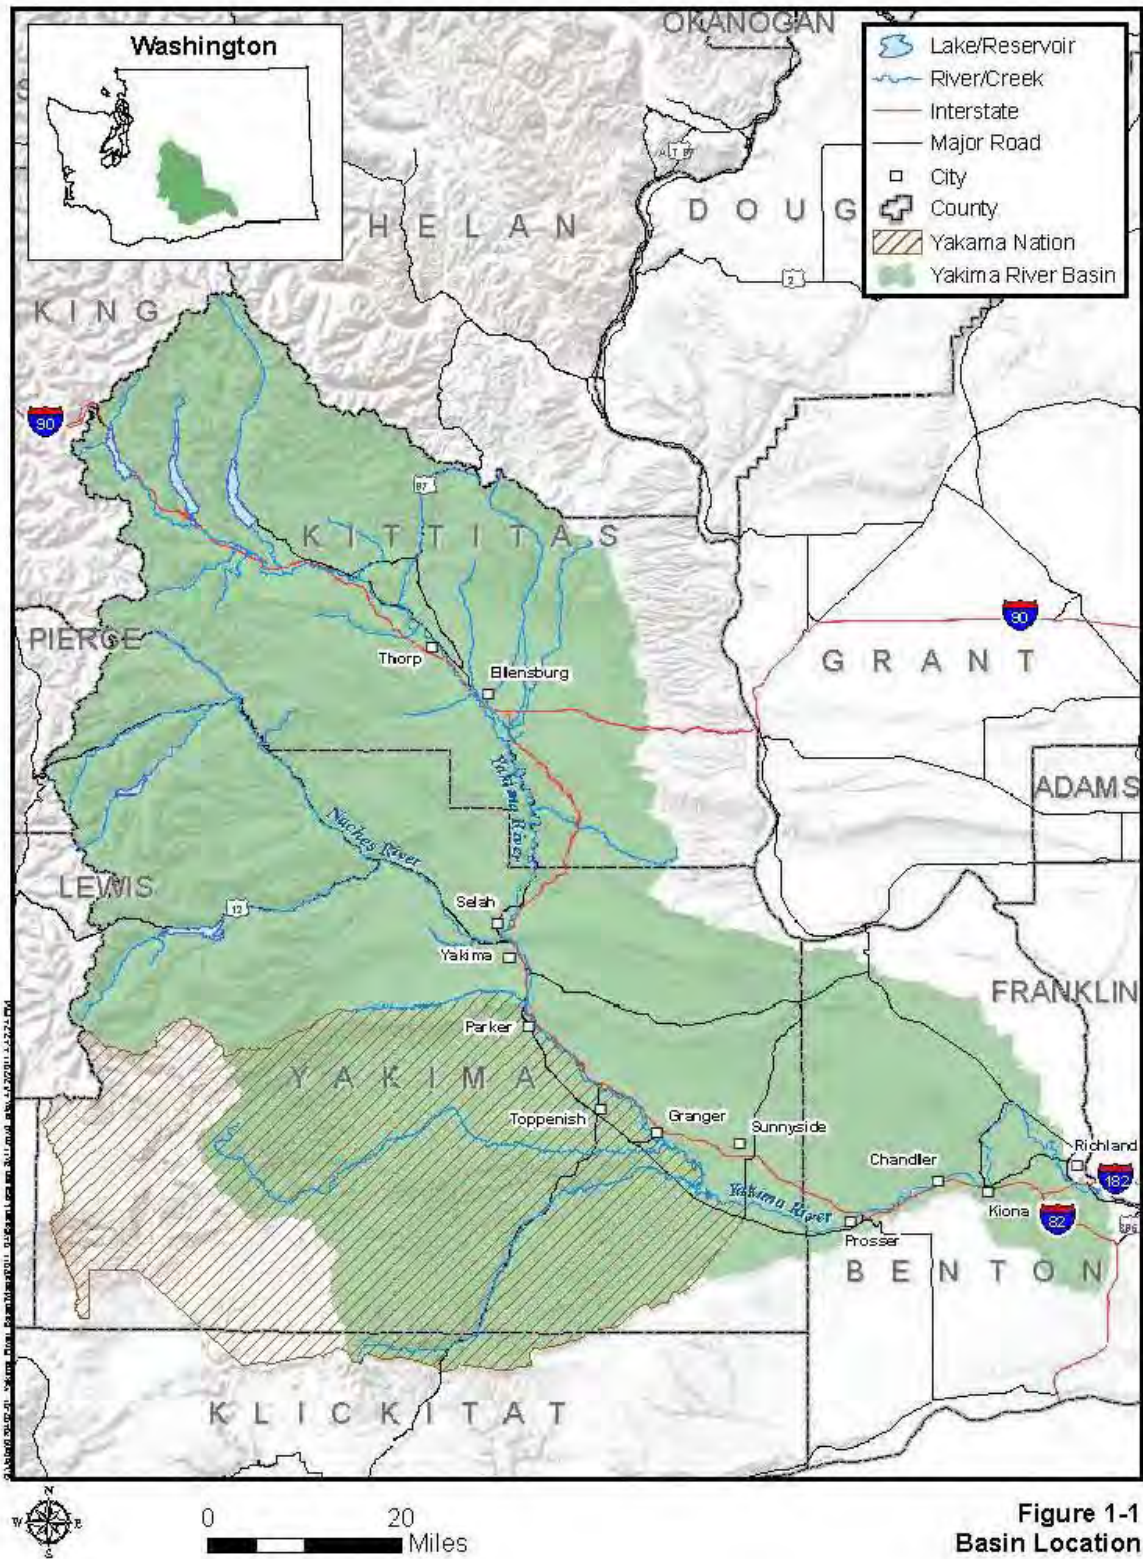 Washington
OKANOGAN
Lake/Reservoir
River/Creek
Interstate
Major Road
City
County
Yakama Nation
Yakima River Basin
HELAN
DOUG
2
KING
90
97
KITTITAS
PIERCE
90
GRANT
Thorp
Ellensburg
ADAMS
Yakima River
Naches River
LEWIS
12
Selah
Yakima
FRANKLIN
Parker
YAKIMA
Toppenish
Granger
Sunnyside
Richland
Chandler
182
Yakima River
Kiona
82
Prosser
BENTON
KLICKITAT
N
W E
S
0 20
Miles
Figure 1-1
Basin Location